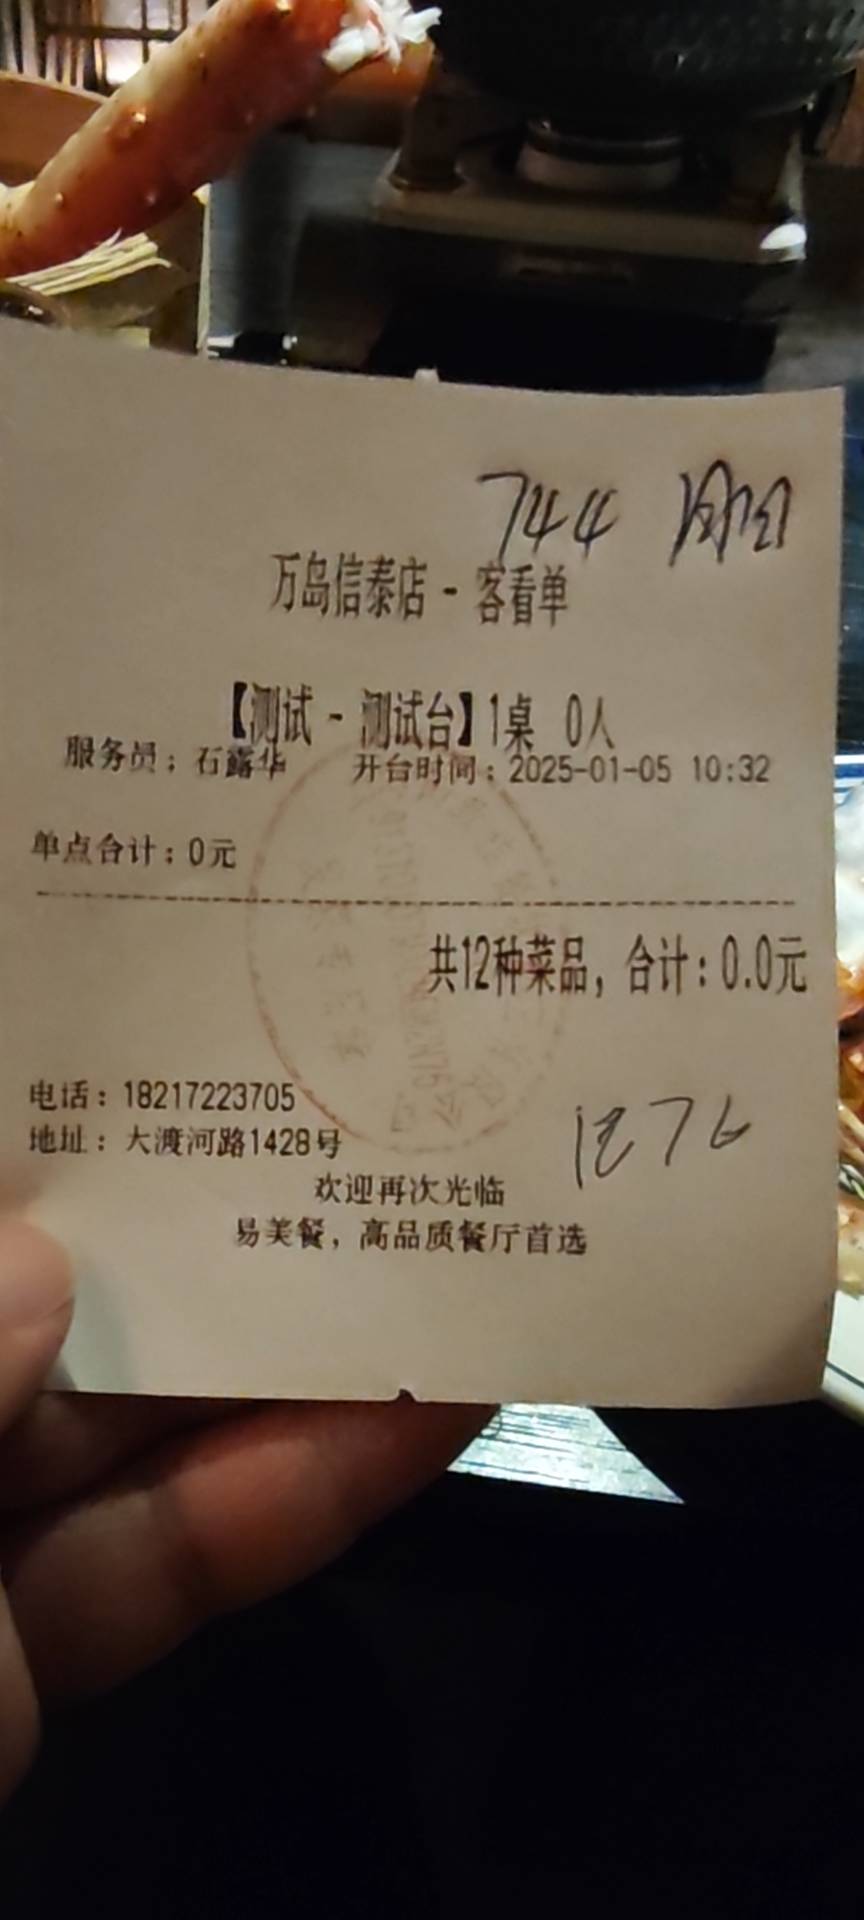 744
万岛信泰店 - 客看单
【测试 - 测试台】1桌 0人
服务员：石露华 开台时间：2025-01-05 10:32
单点合计：0元
共12种菜品，合计：0.0元
电话：18217223705
地址：大渡河路1428号
欢迎再次光临
易美餐，高品质餐厅首选